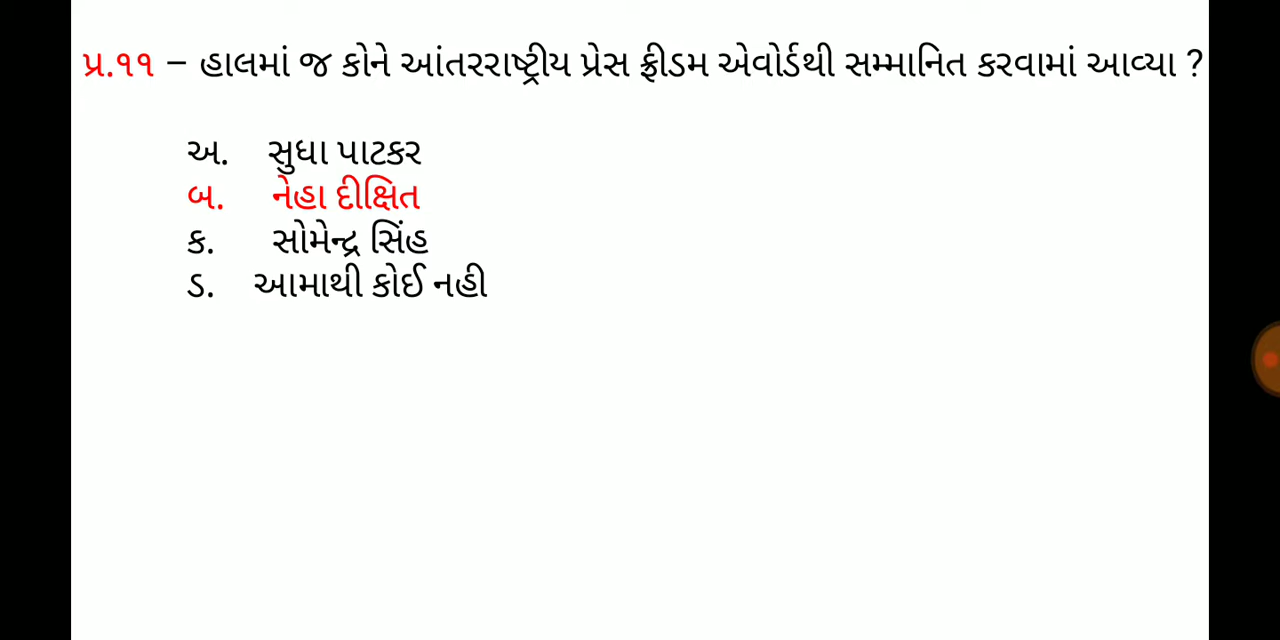 પ્ર.૧૧ – હાલમાં જ કોને આંતરરાષ્ટ્રીય પ્રેસ ફ્રીડમ એવોર્ડથી સમ્માનિત કરવામાં આવ્યા ?
અ. સુધા પાટકર
બ. નેહા દીક્ષિત
ક. સોમેન્દ્ર સિંહ
ડ. આમાથી કોઈ નહી